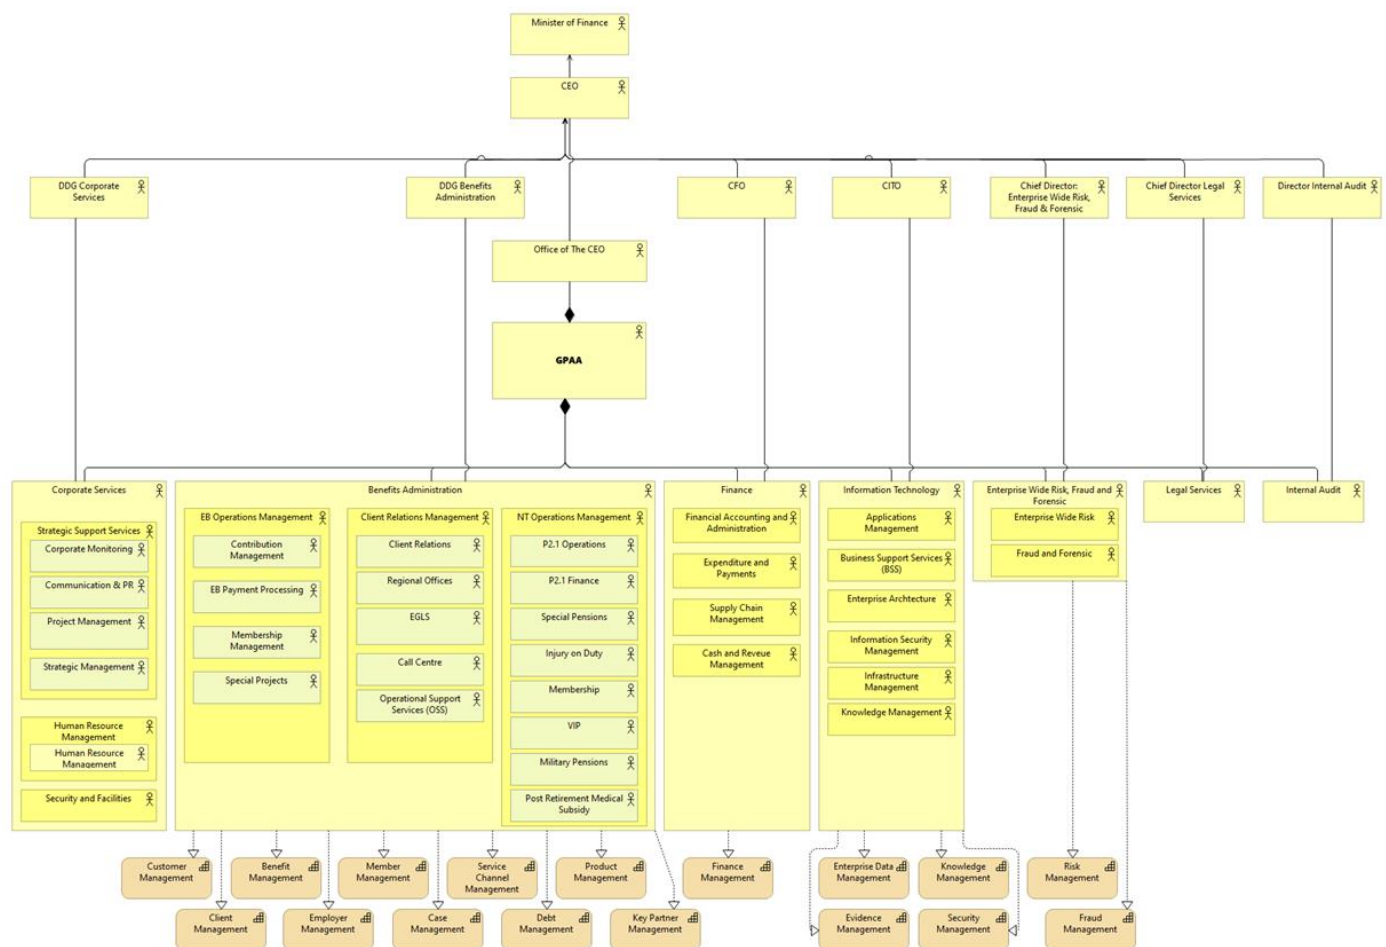 Minister of Finance
CEO
DDG Corporate
Services
DDG Benefits
Administration
CFO
CITO
Chief Director:
Enterprise Wide Risk,
Fraud & Forensic
Chief Director Legal
Services
Director Internal Audit
Office of The CEO
GPAA
Corporate Services
Strategic Support Services
Corporate Monitoring
Communication & PR
Project Management
Strategic Management
Human Resource
Management
Human Resource
Management
Security and Facilities
Benefits Administration
EB Operations Management
Contribution
Management
EB Payment Processing
Membership
Management
Special Projects
Client Relations Management
Client Relations
Regional Offices
EGLS
Call Centre
Operational Support
Services (OSS)
NT Operations Management
P2.1 Operations
P2.1 Finance
Special Pensions
Injury on Duty
Membership
VIP
Military Pensions
Post Retirement Medical
Subsidy
Finance
Financial Accounting and
Administration
Expenditure and
Payments
Supply Chain
Management
Cash and Reveue
Management
Information Technology
Applications
Management
Business Support Services
(BSS)
Enterprise Archtecture
Information Security
Management
Infrastructure
Management
Knowledge Management
Enterprise Wide Risk, Fraud and
Forensic
Enterprise Wide Risk
Fraud and Forensic
Legal Services
Internal Audit
Customer
Management
Benefit
Management
Member
Management
Service
Channel
Management
Product
Management
Finance
Management
Enterprise Data
Management
Knowledge
Management
Risk
Management
Client
Management
Employer
Management
Case
Management
Debt
Management
Key Partner
Management
Evidence
Management
Security
Management
Fraud
Management